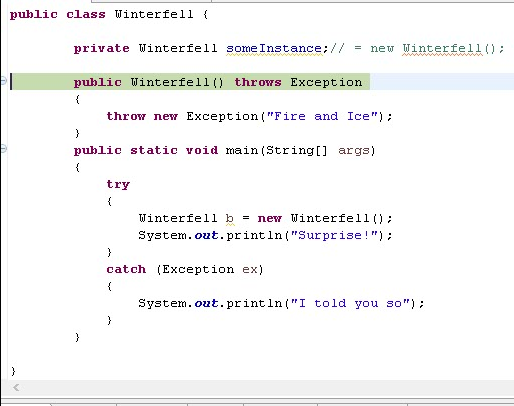 public class Winterfell {
private Winterfell someInstance;// = new Winterfell();
public Winterfell() throws Exception
{
throw new Exception("Fire and Ice");
}
public static void main(String[] args)
{
try
{
Winterfell b = new Winterfell();
System.out.println("Surprise!");
}
catch (Exception ex)
{
System.out.println("I told you so");
}
}
}